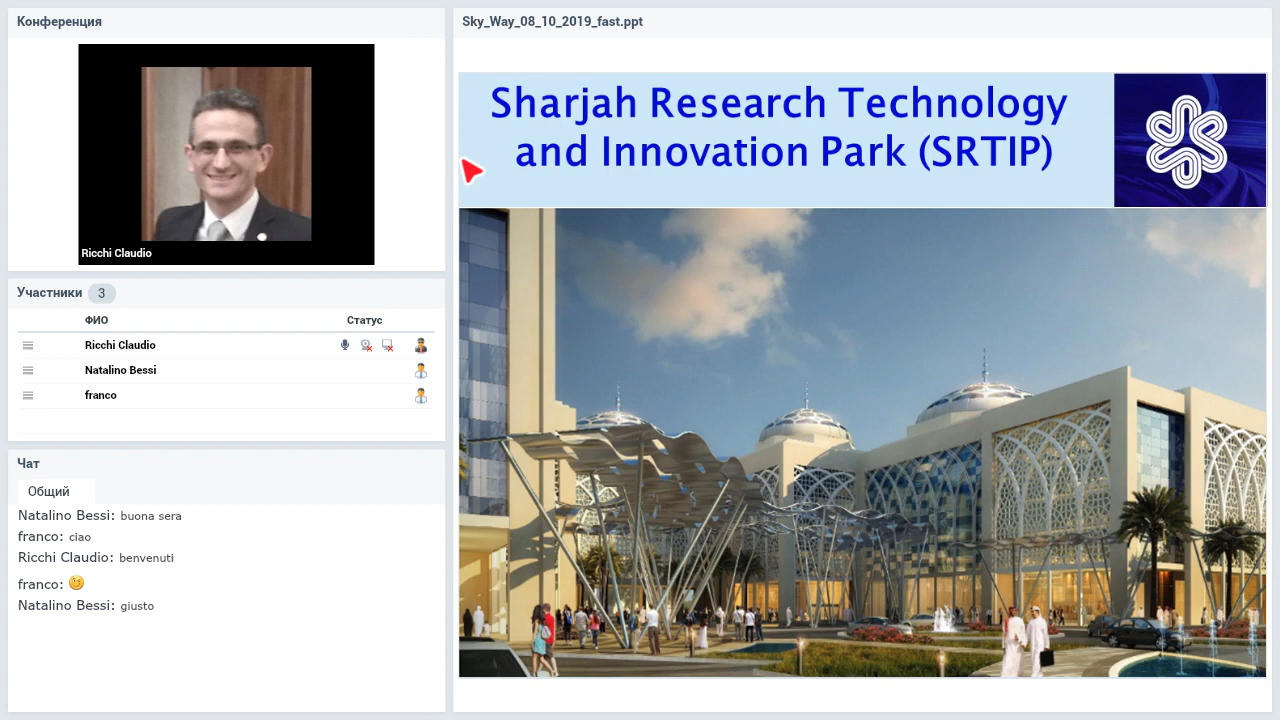 Конференция
Ricchi Claudio
Участники 3
ФИО Статус
Ricchi Claudio
Natalino Bessi
franco
Чат
Общий
Natalino Bessi: buona sera
franco: ciao
Ricchi Claudio: benvenuti
franco:
Natalino Bessi: giusto
Sky_Way_08_10_2019_fast.ppt
Sharjah Research Technology
and Innovation Park (SRTIP)